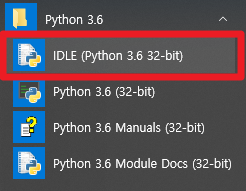 Python 3.6
IDLE (Python 3.6 32-bit)
Python 3.6 (32-bit)
Python 3.6 Manuals (32-bit)
Python 3.6 Module Docs (32-bit)